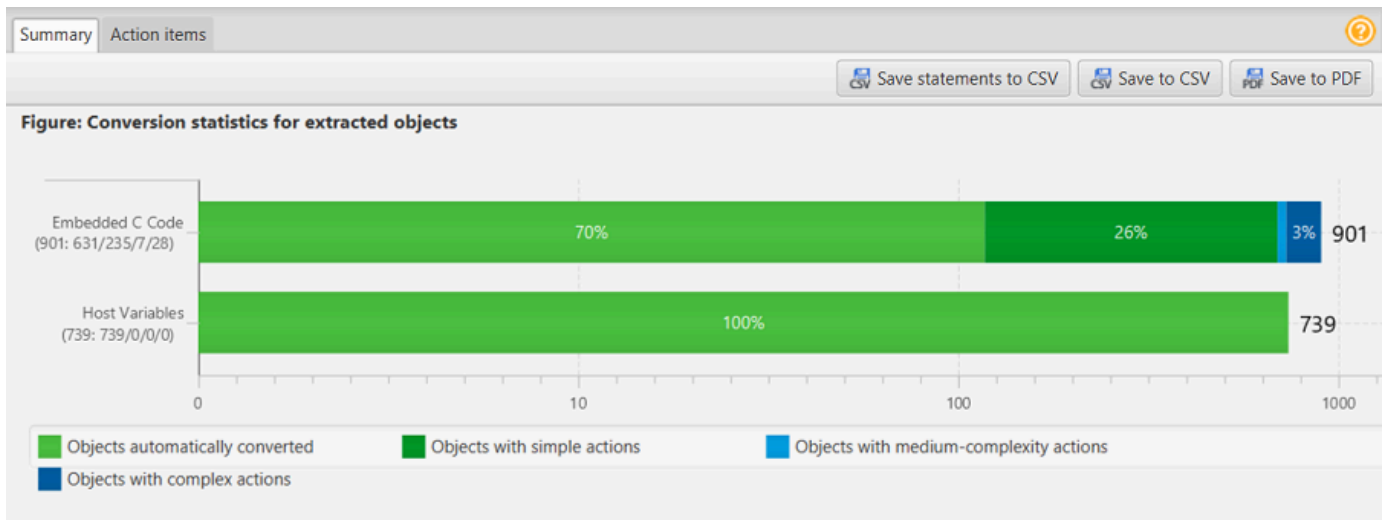 Summary
Action items
Save statements to CSV
Save to CSV
Save to PDF
Figure: Conversion statistics for extracted objects
Embedded C Code
(901: 631/235/7/28)
70%
26%
3%
901
Host Variables
(739: 739/0/0/0)
100%
739
0
10
100
1000
Objects automatically converted
Objects with simple actions
Objects with medium-complexity actions
Objects with complex actions